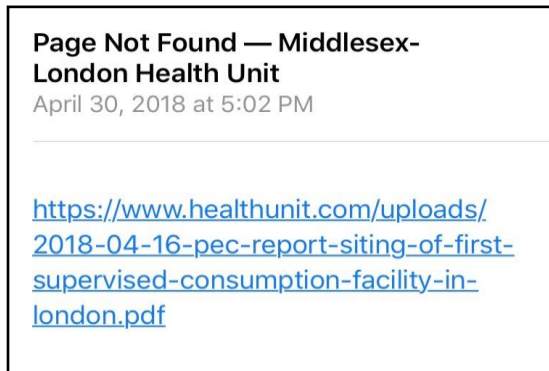 Page Not Found — Middlesex-
London Health Unit
April 30, 2018 at 5:02 PM
https://www.healthunit.com/uploads/
2018-04-16-pec-report-siting-of-first-
supervised-consumption-facility-in-
london.pdf